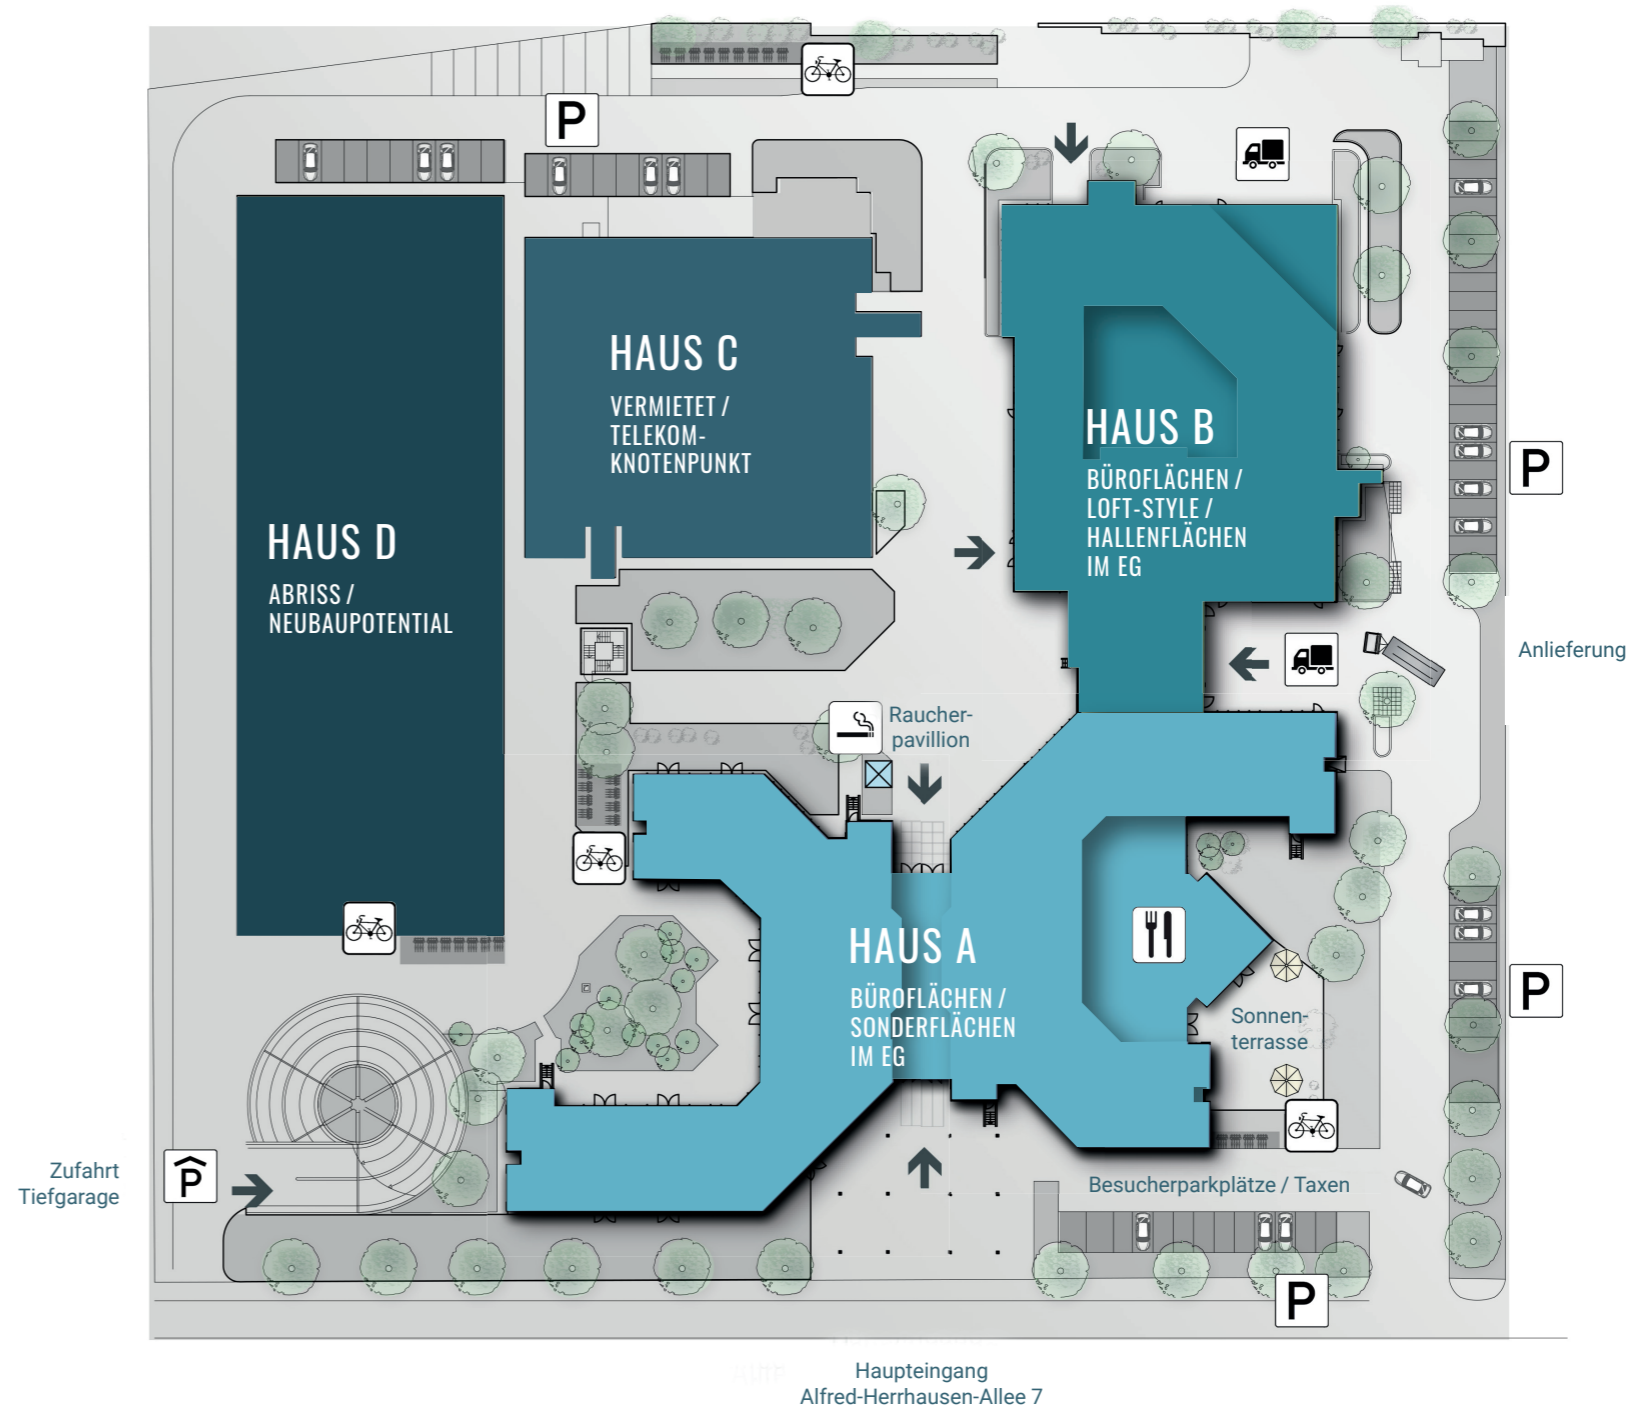 P
HAUS C
VERMIETET /
TELEKOM-
KNOTENPUNKT
HAUS B
BÜROFLÄCHEN /
LOFT-STYLE /
HALLENFLÄCHEN
IM EG
P
HAUS D
ABRISS /
NEUBAUPOTENTIAL
Anlieferung
Raucher-
pavillion
HAUS A
BÜROFLÄCHEN /
SONDERFLÄCHEN
IM EG
P
Sonnen-
terrasse
Zufahrt
Tiefgarage
P
Besucherparkplätze / Taxen
P
Haupteingang
Alfred-Herrhausen-Allee 7